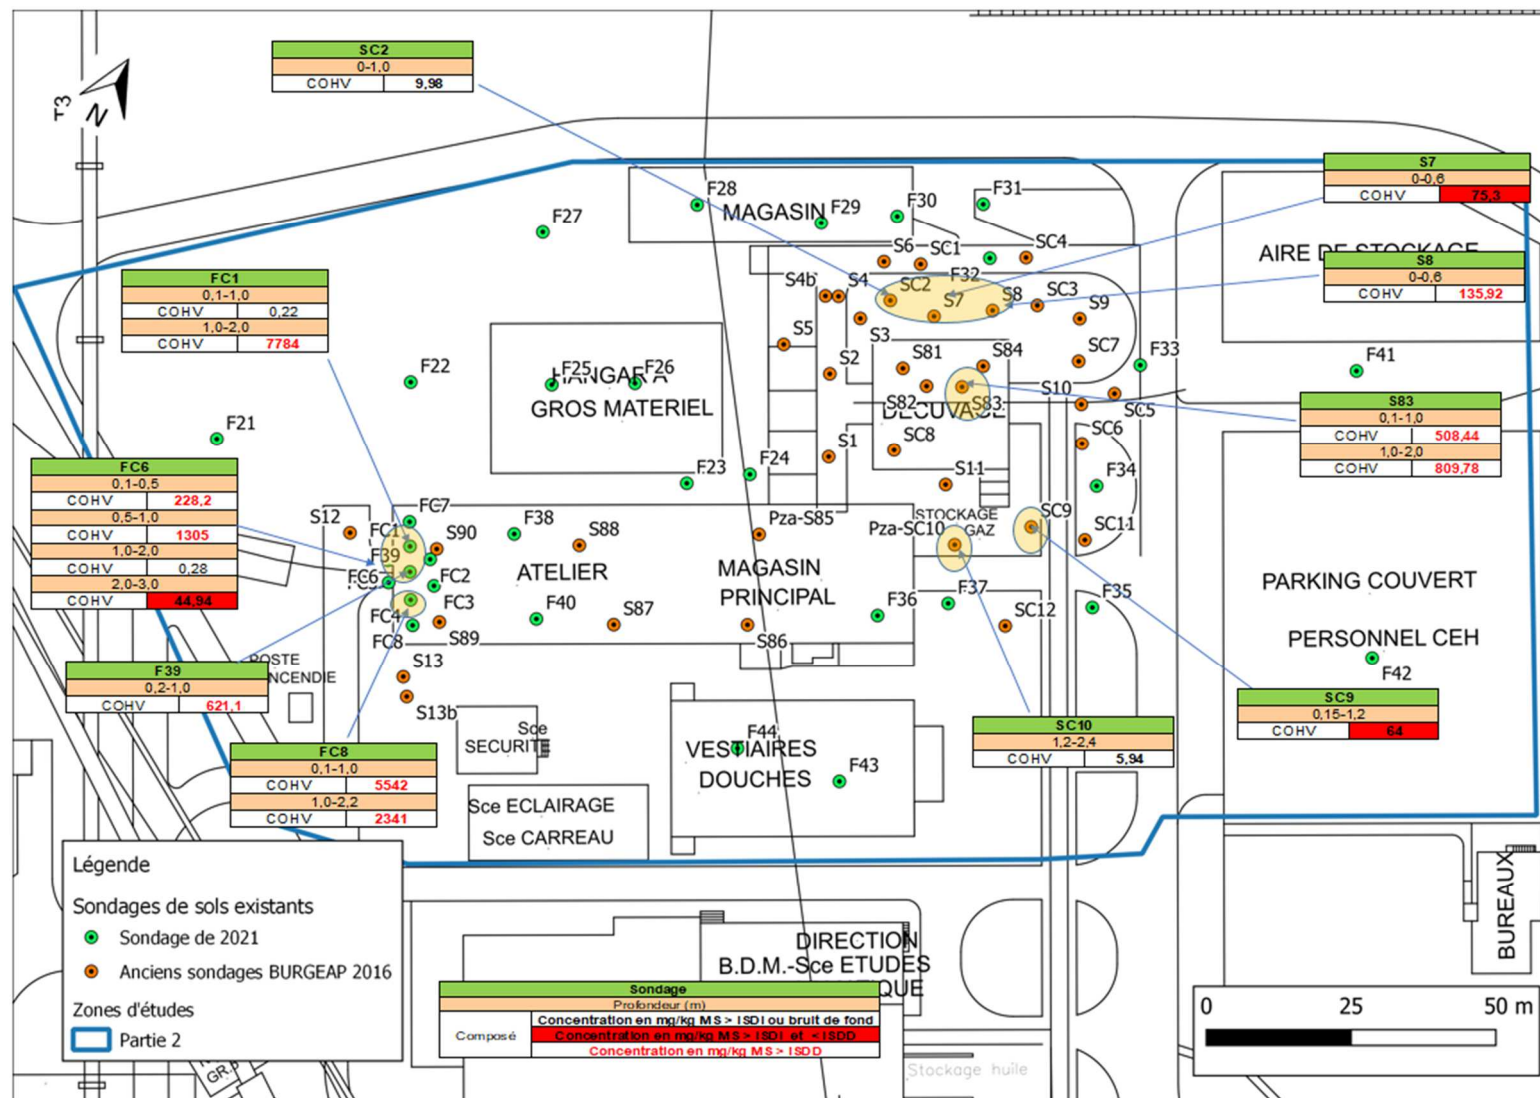 SC2
0-1,0
COHV 9,98
N
S7
0-0,6
COHV 75,3
F28
MAGASIN
F29
F30
F31
F27
AIRE DE STOCKAGE
S8
0-0,6
COHV 135,92
S6
SC1
SC4
F32
S4b
S4
SC2
S7
S8
SC3
S9
FC1
0,1-1,0
COHV 0,22
1,0-2,0
COHV 7784
S5
S3
S2
S81
S84
SC7
F33
F41
F22
F25
F26
HANGAR A
GROS MATERIEL
S82
S83
S10
SC5
DECUVAGE
S83
0,1-1,0
COHV 508,44
1,0-2,0
COHV 809,78
F21
S1
SC8
SC6
F23
F24
S11
F34
FC6
0,1-0,5
COHV 228,2
0,5-1,0
COHV 1305
1,0-2,0
COHV 0,28
2,0-3,0
COHV 44,94
S12
FC7
FC1
S90
F39
FC6
FC2
FC3
FC4
FC8
S89
F38
S88
ATELIER
F40
S87
Pza-S85
MAGASIN
PRINCIPAL
S86
Pza-SC10
STOCKAGE
GAZ
SC9
SC11
F36
F37
SC12
F35
PARKING COUVERT
PERSONNEL CEH
F42
POSTE
INCENDIE
F39
0,2-1,0
COHV 621,1
S13
S13b
Sce
SECURITE
F44
VESTIAIRES
DOUCHES
F43
SC10
1,2-2,4
COHV 5,94
SC9
0,15-1,2
COHV 64
FC8
0,1-1,0
COHV 5542
1,0-2,2
COHV 2341
Sce ECLAIRAGE
Sce CARREAU
Légende
Sondages de sols existants
Sondage de 2021
Anciens sondages BURGEAP 2016
Zones d'études
Partie 2
GR.
DIRECTION
B.D.M.-Sce ETUDES
Sondage
Profondeur (m)
Composé
Concentration en mg/kg MS > ISDI ou bruit de fond
Concentration en mg/kg MS > ISDI et < ISDD
Concentration en mg/kg MS > ISDD
Stockage huile
BUREAUX
0 25 50 m